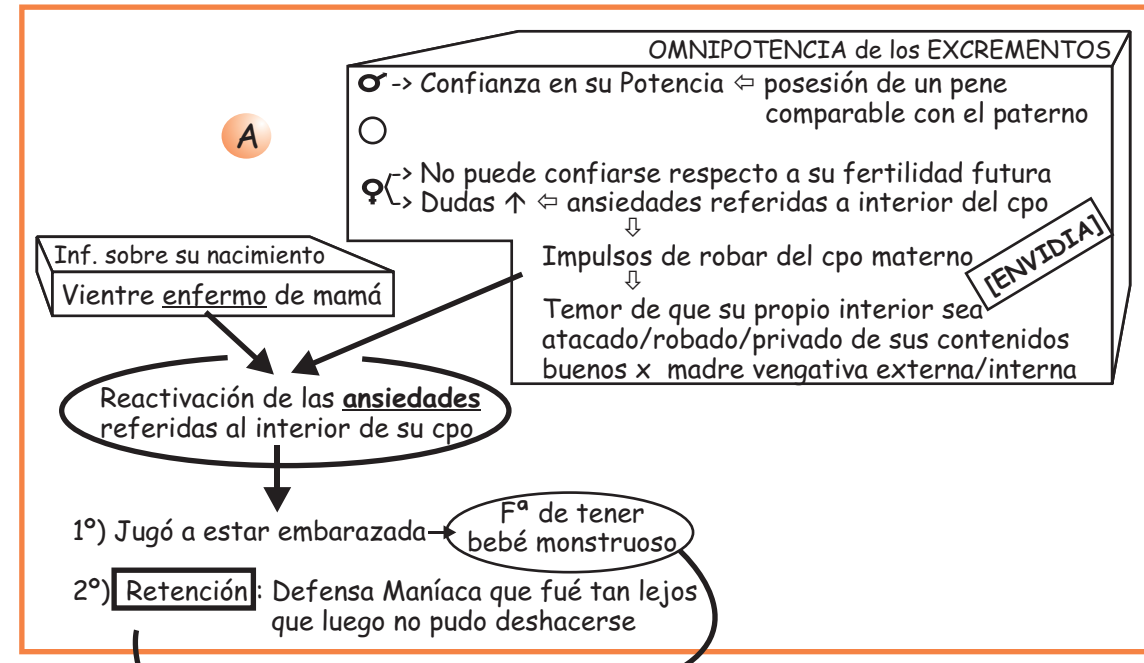 OMNIPOTENCIA de los EXCREMENTOS
♂ -> Confianza en su Potencia ⇦ posesión de un pene
comparable con el paterno
A
♀ -> No puede confiarse respecto a su fertilidad futura
-> Dudas ↑ ⇦ ansiedades referidas a interior del cpo
⇩
Impulsos de robar del cpo materno
[ENVIDIA]
⇩
Temor de que su propio interior sea
atacado/robado/privado de sus contenidos
buenos x madre vengativa externa/interna
Inf. sobre su nacimiento
Vientre enfermo de mamá
Reactivación de las ansiedades
referidas al interior de su cpo
1º) Jugó a estar embarazada
Fª de tener
bebé monstruoso
2º) Retención : Defensa Maníaca que fué tan lejos
que luego no pudo deshacerse